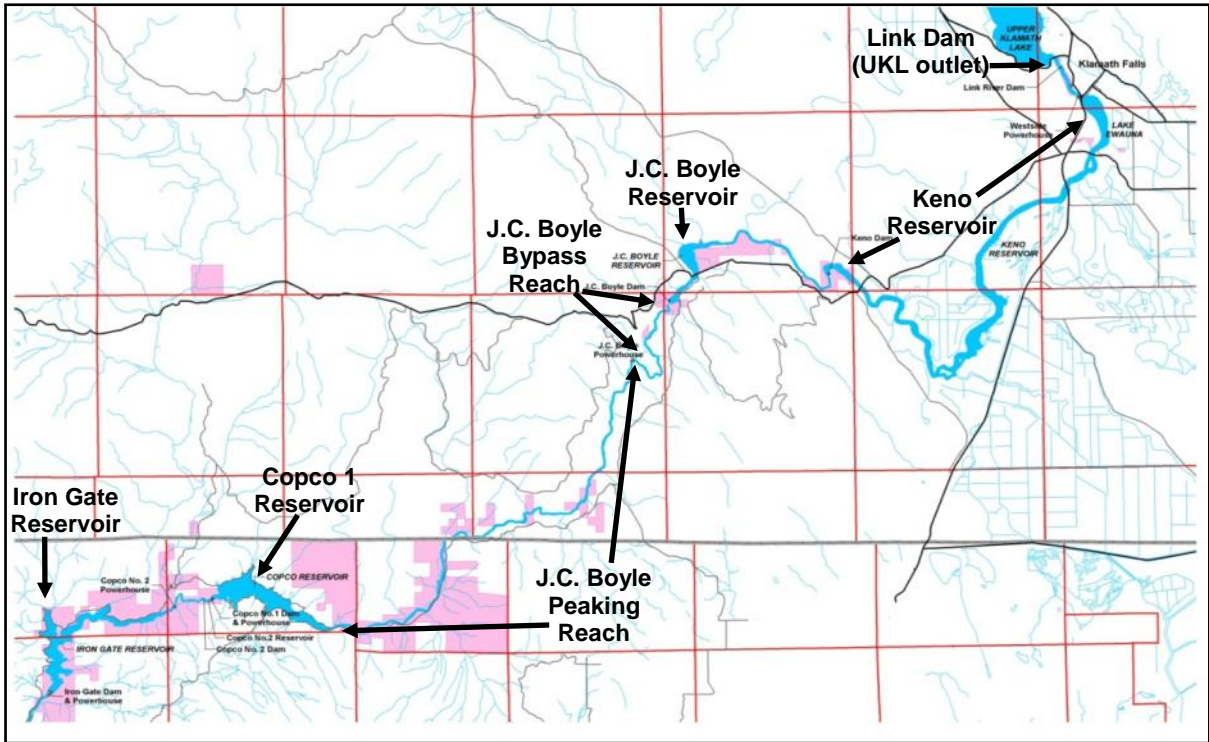 UPPER
KLAMATH
LAKE
Link Dam
(UKL outlet)
Klamath Falls
Link River Dam
Westside
Powerhouse
LAKE
EWAUNA
J.C. Boyle
Reservoir
Keno
Reservoir
Keno Dam
KENO
RESERVOIR
J.C. Boyle
Bypass
Reach
J.C. BOYLE
RESERVOIR
J.C. Boyle Dam
Powerhouse
Copco 1
Reservoir
Iron Gate
Reservoir
Copco No. 2
Powerhouse
COPCO RESERVOIR
Copco No.1 Dam
& Powerhouse
Copco No.2 Reservoir
Copco No. 2 Dam
IRON GATE RESERVOIR
Iron Gate Dam
& Powerhouse
J.C. Boyle
Peaking
Reach